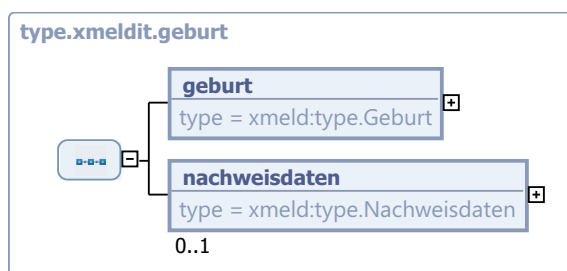 type.xmeldit.geburt
geburt
type = xmeld:type.Geburt
nachweisdaten
type = xmeld:type.Nachweisdaten
0..1